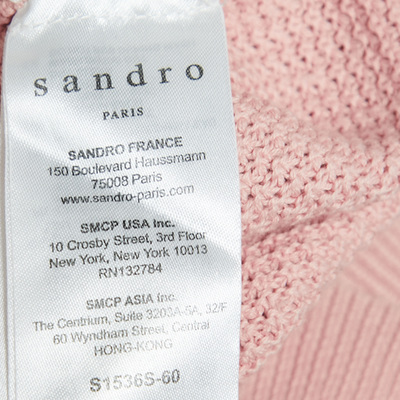 sandro
PARIS
SANDRO FRANCE
150 Boulevard Haussmann
75008 Paris
www.sandro-paris.com
SMCP USA Inc.
10 Crosby Street, 3rd Floor
New York, New York 10013
RN132784
SMCP ASIA Inc.
The Centrium, Suite 3203A-5A, 32/F
60 Wyndham Street, Central
HONG-KONG
S1536S-60